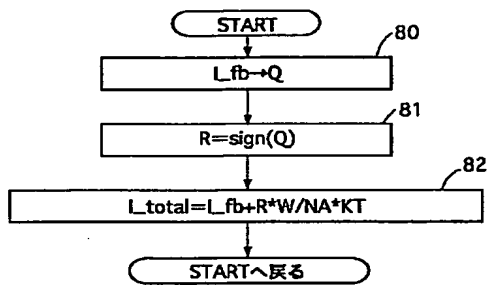 START
80
I_fb→Q
81
R=sign(Q)
82
I_total=I_fb+R*W/NA*KT
STARTへ戻る